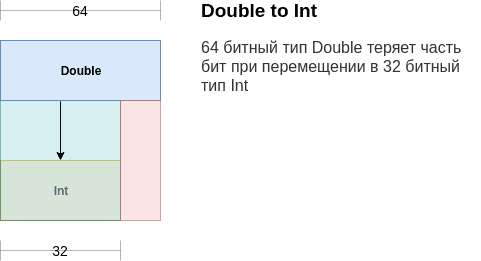 64
Double to Int
64 битный тип Double теряет часть
бит при перемещении в 32 битный
тип Int
Double
Int
32